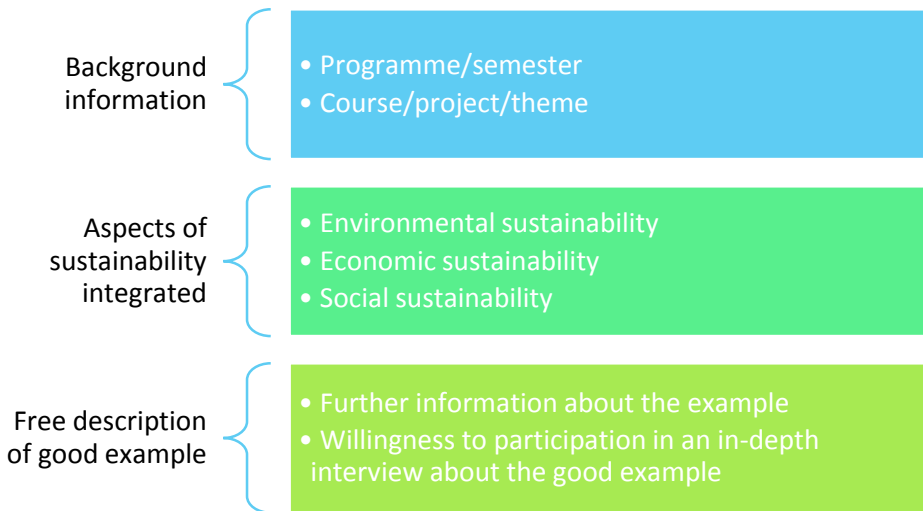 Background
information
• Programme/semester
• Course/project/theme
Aspects of
sustainability
integrated
• Environmental sustainability
• Economic sustainability
• Social sustainability
Free description
of good example
• Further information about the example
• Willingness to participation in an in-depth
interview about the good example